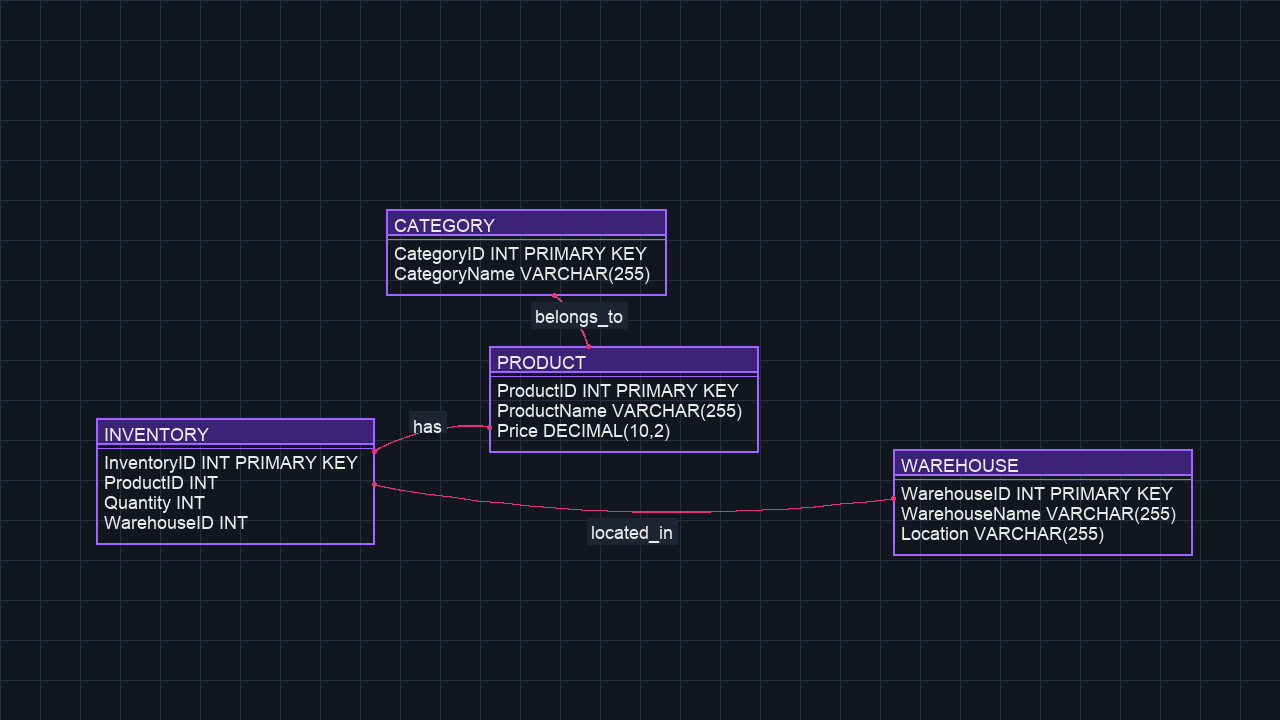 CATEGORY
CategoryID INT PRIMARY KEY
CategoryName VARCHAR(255)
belongs_to
PRODUCT
ProductID INT PRIMARY KEY
ProductName VARCHAR(255)
Price DECIMAL(10,2)
has
INVENTORY
InventoryID INT PRIMARY KEY
ProductID INT
Quantity INT
WarehouseID INT
WAREHOUSE
WarehouseID INT PRIMARY KEY
WarehouseName VARCHAR(255)
Location VARCHAR(255)
located_in